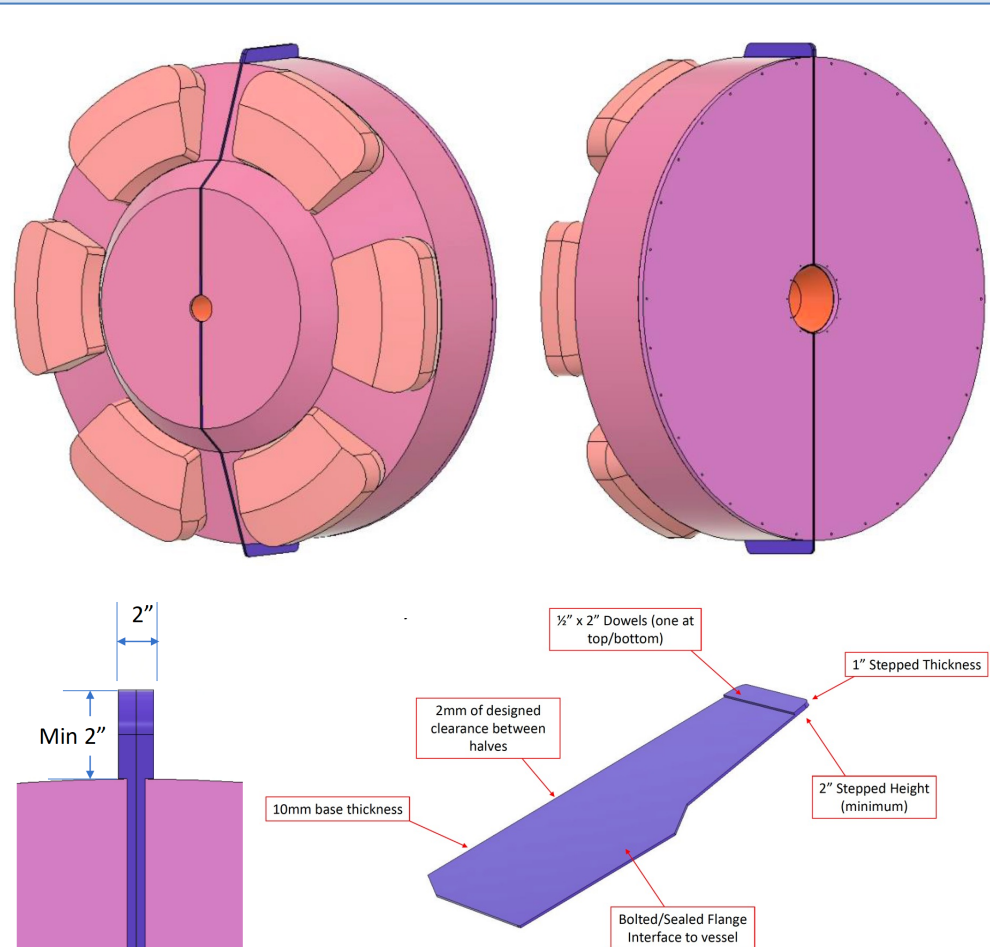 2”
Min 2”
½” x 2” Dowels (one at
top/bottom)
1” Stepped Thickness
2mm of designed
clearance between
halves
2” Stepped Height
(minimum)
10mm base thickness
Bolted/Sealed Flange
Interface to vessel